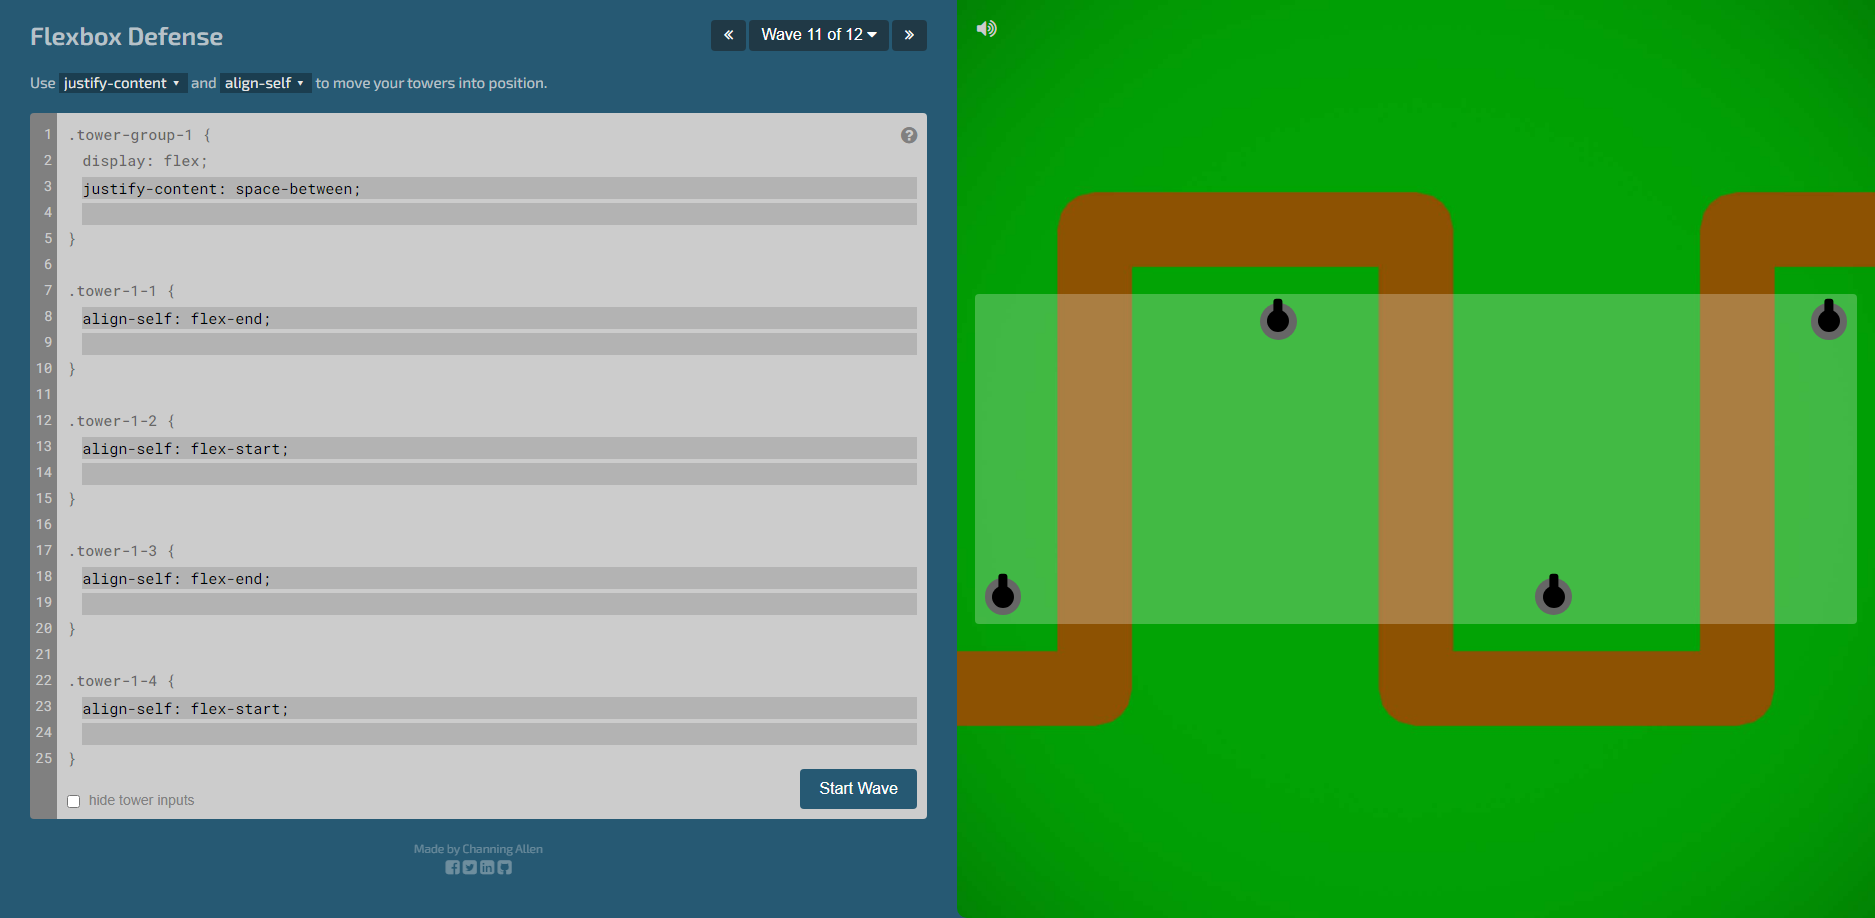 Flexbox Defense
« Wave 11 of 12 »
Use justify-content and align-self to move your towers into position.
1 .tower-group-1 {
2 display: flex;
3 justify-content: space-between;
4
5 }
6
7 .tower-1-1 {
8 align-self: flex-end;
9
10 }
11
12 .tower-1-2 {
13 align-self: flex-start;
14
15 }
16
17 .tower-1-3 {
18 align-self: flex-end;
19
20 }
21
22 .tower-1-4 {
23 align-self: flex-start;
24
25 }
hide tower inputs
Start Wave
Made by Channing Allen